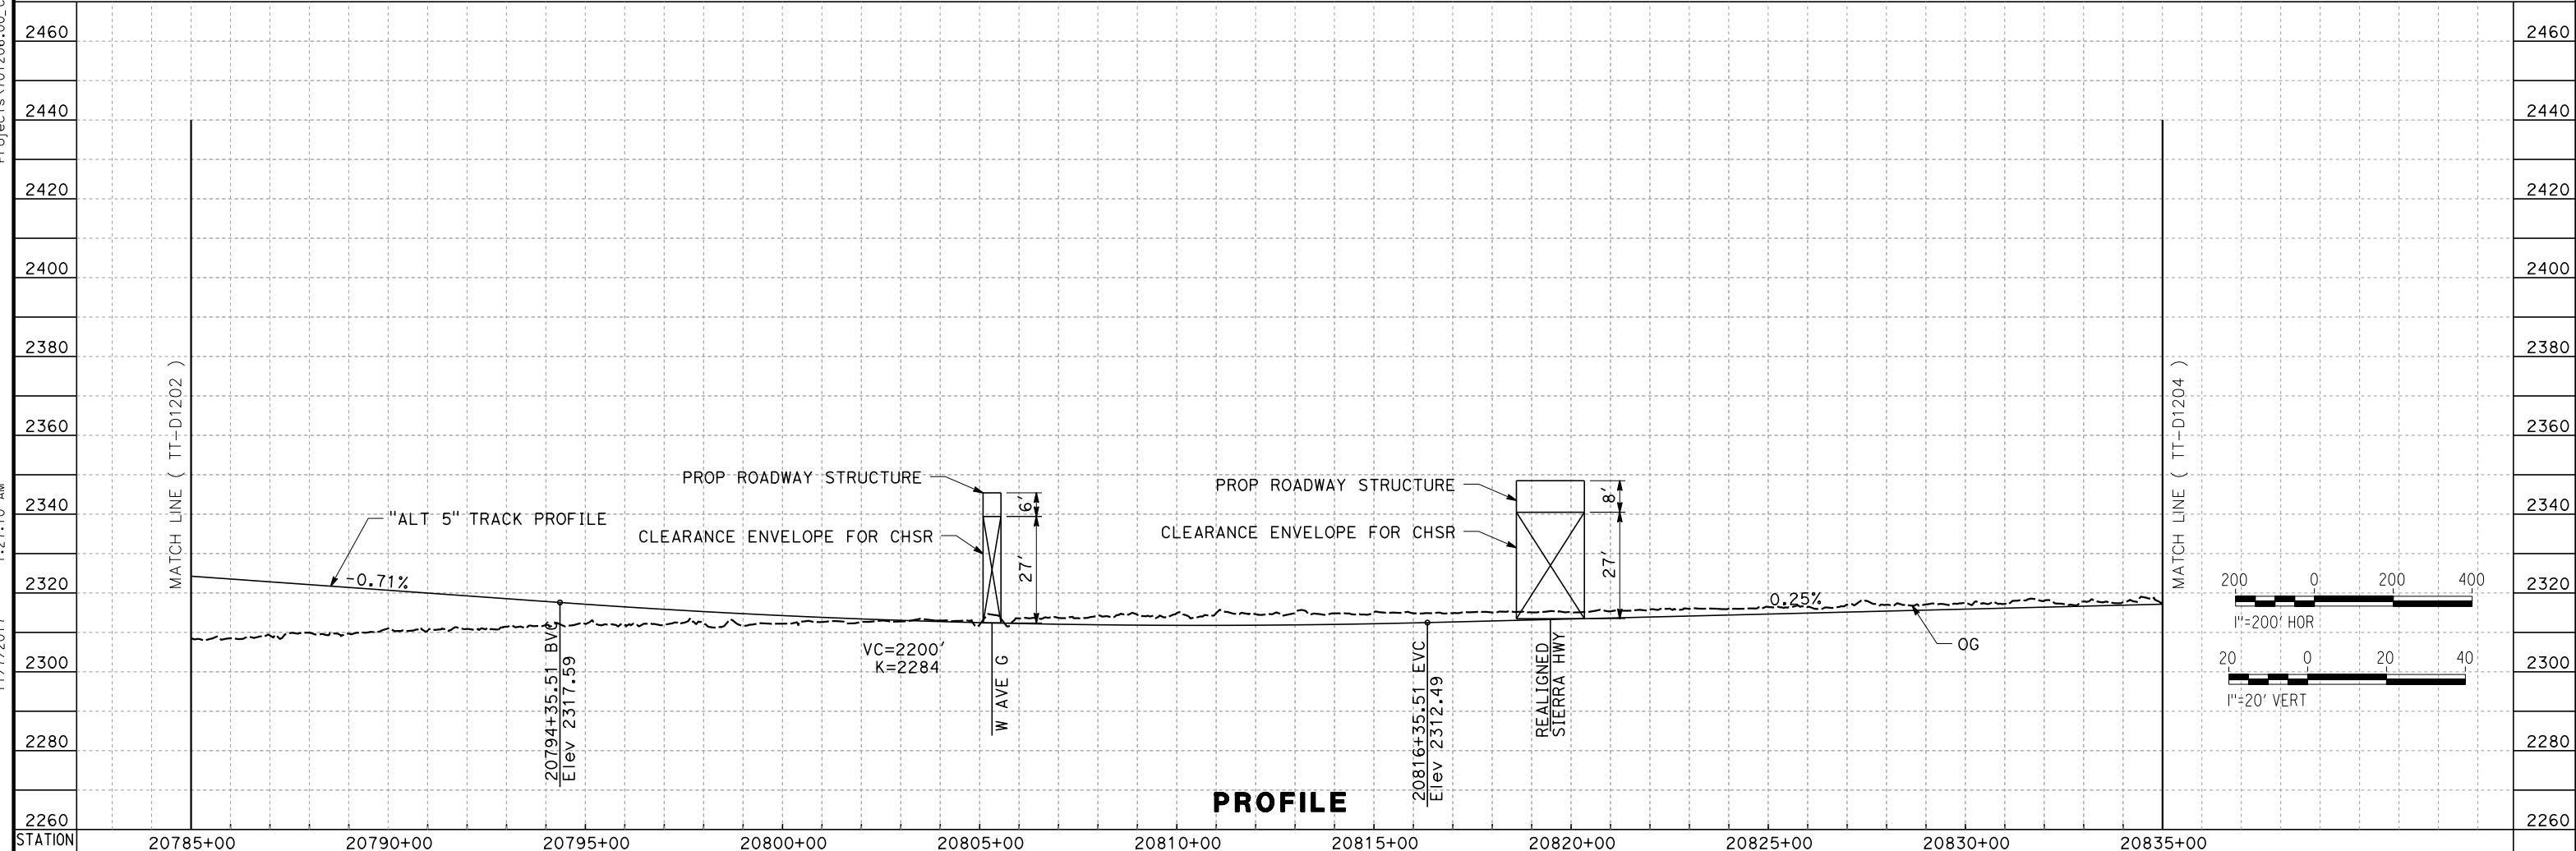 2460
2460
2440
2440
2420
2420
2400
2400
2380
2380
2360
2360
2340
2340
2320
2320
2300
2300
2280
2280
2260
2260
MATCH LINE ( TT-D1202 )
"ALT 5" TRACK PROFILE
-0.71%
20794+35.51 BVC
Elev 2317.59
PROP ROADWAY STRUCTURE
CLEARANCE ENVELOPE FOR CHSR
6'
27'
VC=2200'
K=2284
W AVE G
PROP ROADWAY STRUCTURE
CLEARANCE ENVELOPE FOR CHSR
8'
27'
20816+35.51 EVC
Elev 2312.49
REALIGNED
SIERRA HWY
0.25%
OG
MATCH LINE ( TT-D1204 )
200 0 200 400
1"=200' HOR
20 0 20 40
1"=20' VERT
PROFILE
STATION
20785+00
20790+00
20795+00
20800+00
20805+00
20810+00
20815+00
20820+00
20825+00
20830+00
20835+00